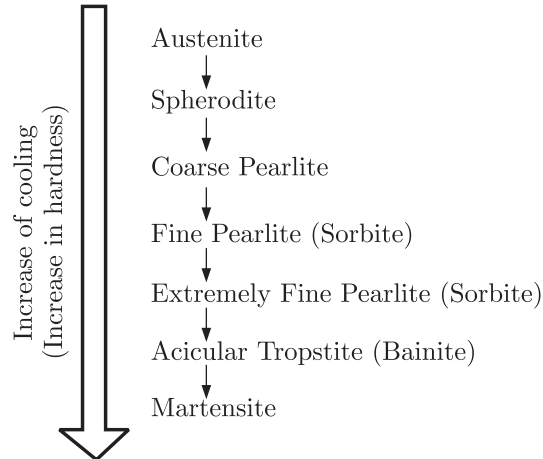 Increase of cooling
(Increase in hardness)
Austenite
Spherodite
Coarse Pearlite
Fine Pearlite (Sorbite)
Extremely Fine Pearlite (Sorbite)
Acicular Tropstite (Bainite)
Martensite